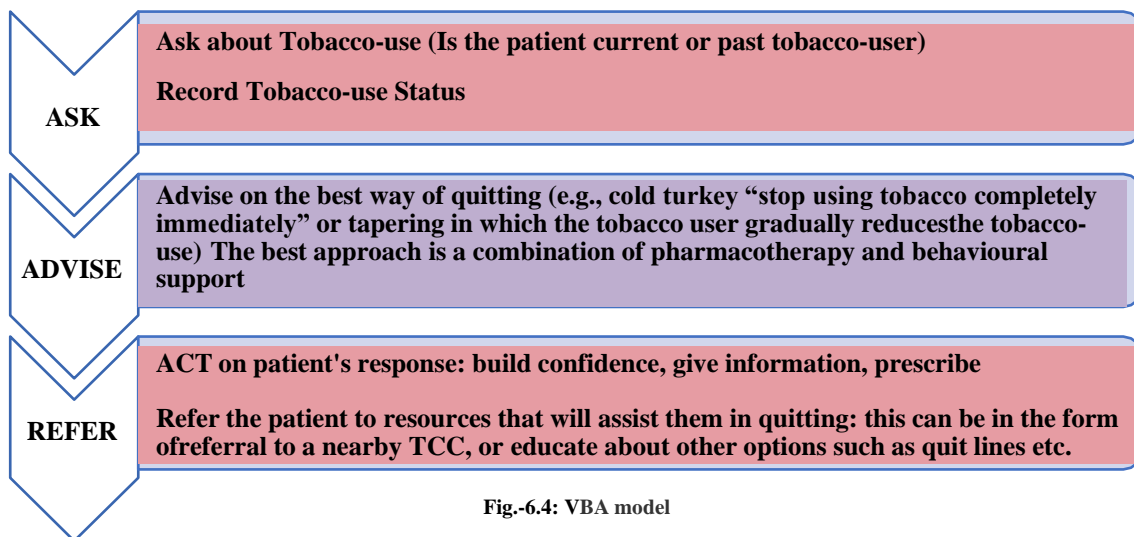 ASK
Ask about Tobacco-use (Is the patient current or past tobacco-user)
Record Tobacco-use Status
ADVISE
Advise on the best way of quitting (e.g., cold turkey “stop using tobacco completely
immediately” or tapering in which the tobacco user gradually reducesthe tobacco-
use) The best approach is a combination of pharmacotherapy and behavioural
support
REFER
ACT on patient's response: build confidence, give information, prescribe
Refer the patient to resources that will assist them in quitting: this can be in the form
ofreferral to a nearby TCC, or educate about other options such as quit lines etc.
Fig.-6.4: VBA model